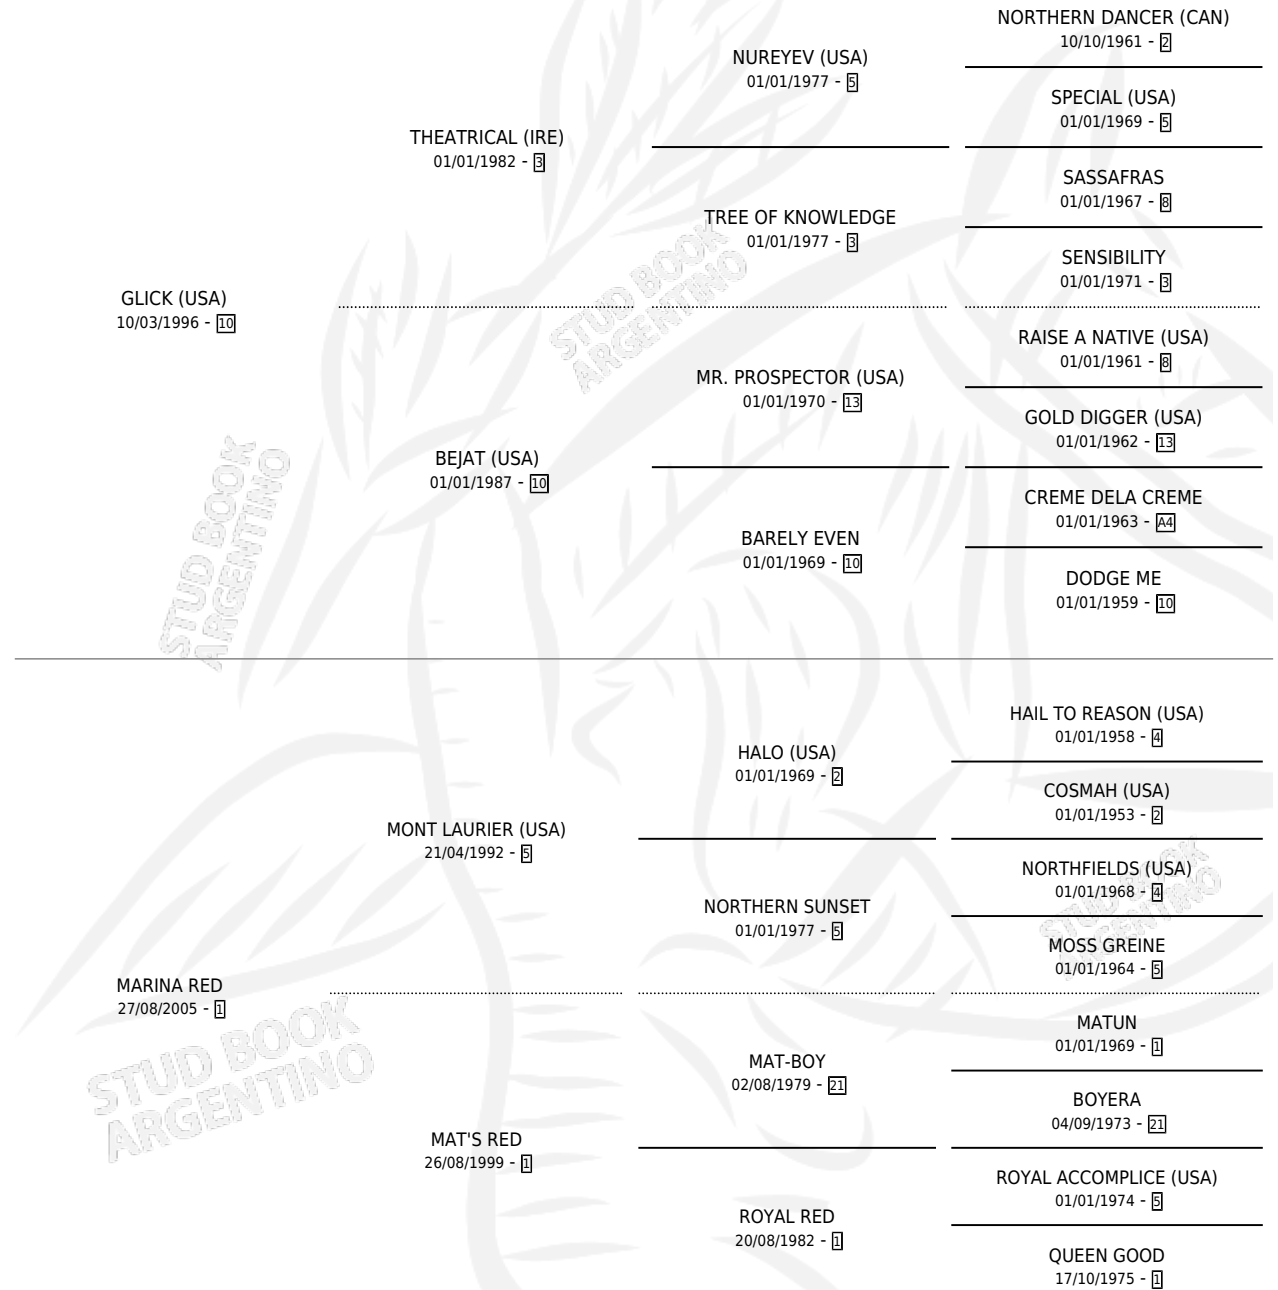 NORTHERN DANCER (CAN)
10/10/1961 - 2
NUREYEV (USA)
01/01/1977 - 5
SPECIAL (USA)
01/01/1969 - 5
THEATRICAL (IRE)
01/01/1982 - 3
SASSAFRAS
01/01/1967 - 8
TREE OF KNOWLEDGE
01/01/1977 - 3
SENSIBILITY
01/01/1971 - 3
GLICK (USA)
10/03/1996 - 10
STUD BOOK
ARGENTINO
RAISE A NATIVE (USA)
01/01/1961 - 8
MR. PROSPECTOR (USA)
01/01/1970 - 13
GOLD DIGGER (USA)
01/01/1962 - 13
BEJAT (USA)
01/01/1987 - 10
CREME DELA CREME
01/01/1963 - A4
BARELY EVEN
01/01/1969 - 10
DODGE ME
01/01/1959 - 10
STUD BOOK
ARGENTINO
HAIL TO REASON (USA)
01/01/1958 - 4
HALO (USA)
01/01/1969 - 2
COSMAH (USA)
01/01/1953 - 2
MONT LAURIER (USA)
21/04/1992 - 5
NORTHFIELDS (USA)
01/01/1968 - 4
NORTHERN SUNSET
01/01/1977 - 5
STUD BOOK
ARGENTINO
MOSS GREINE
01/01/1964 - 5
MARINA RED
27/08/2005 - 1
MATUN
01/01/1969 - 1
STUD BOOK
ARGENTINO
MAT-BOY
02/08/1979 - 21
BOYERA
04/09/1973 - 21
MAT'S RED
26/08/1999 - 1
ROYAL ACCOMPLICE (USA)
01/01/1974 - 5
ROYAL RED
20/08/1982 - 1
QUEEN GOOD
17/10/1975 - 1